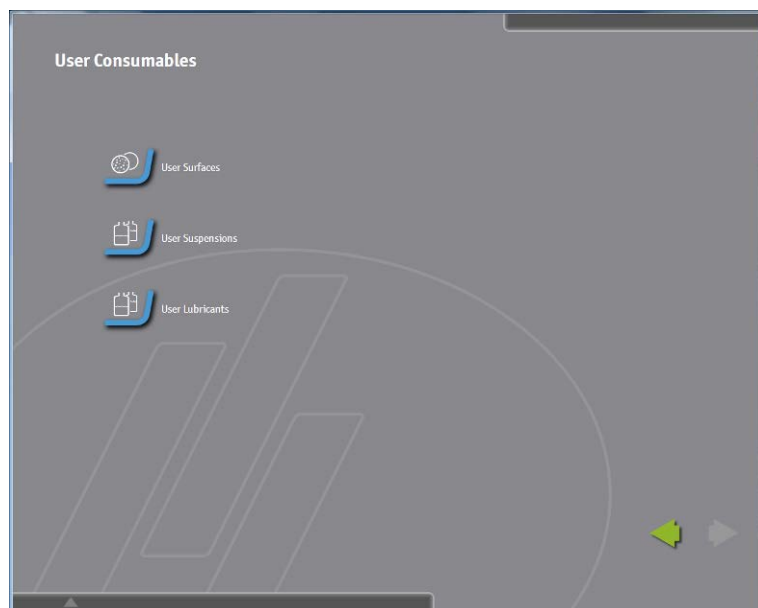 User Consumables
User Surfaces
User Suspensions
User Lubricants